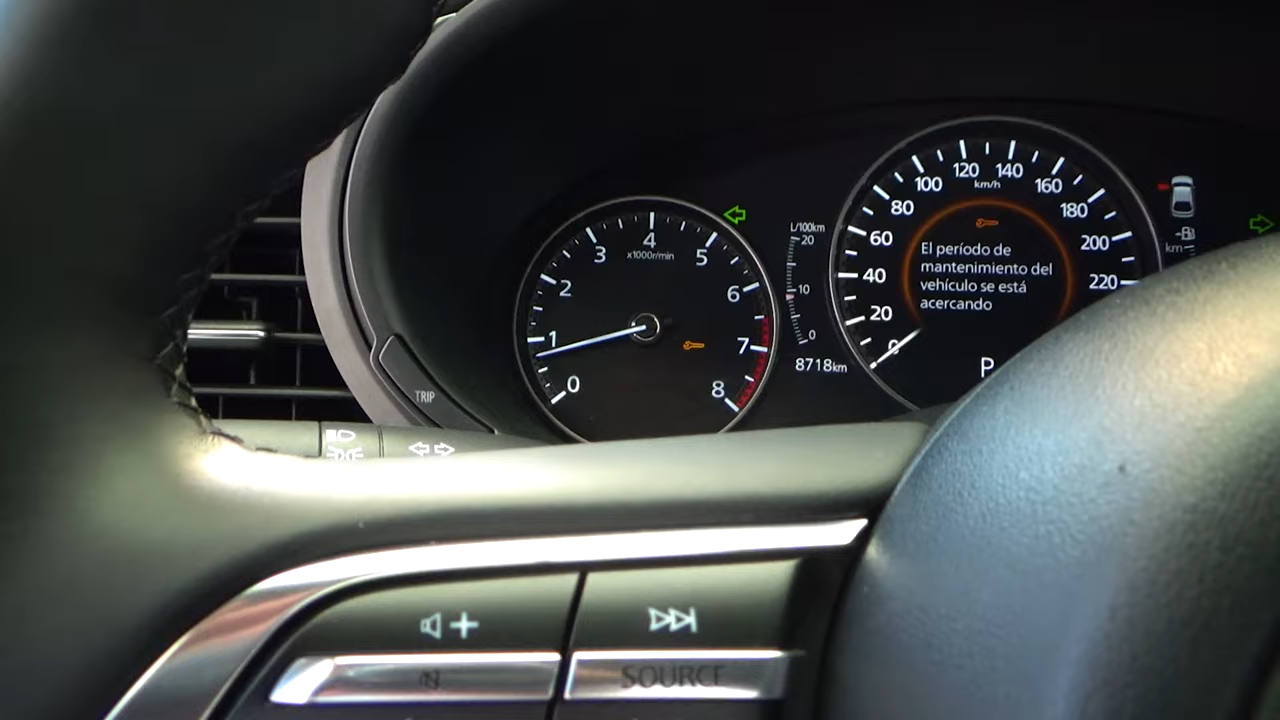 0
1
2
3
4
5
6
7
8
x1000r/min
L/100km
20
10
0
8718km
0
20
40
60
80
100
120
140
160
180
200
220
km/h
El período de
mantenimiento del
vehículo se está
acercando
P
km
TRIP
SOURCE